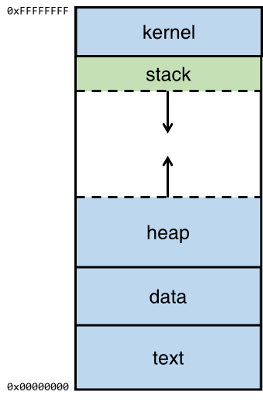 0xFFFFFFFF
kernel
stack
heap
data
text
0x00000000